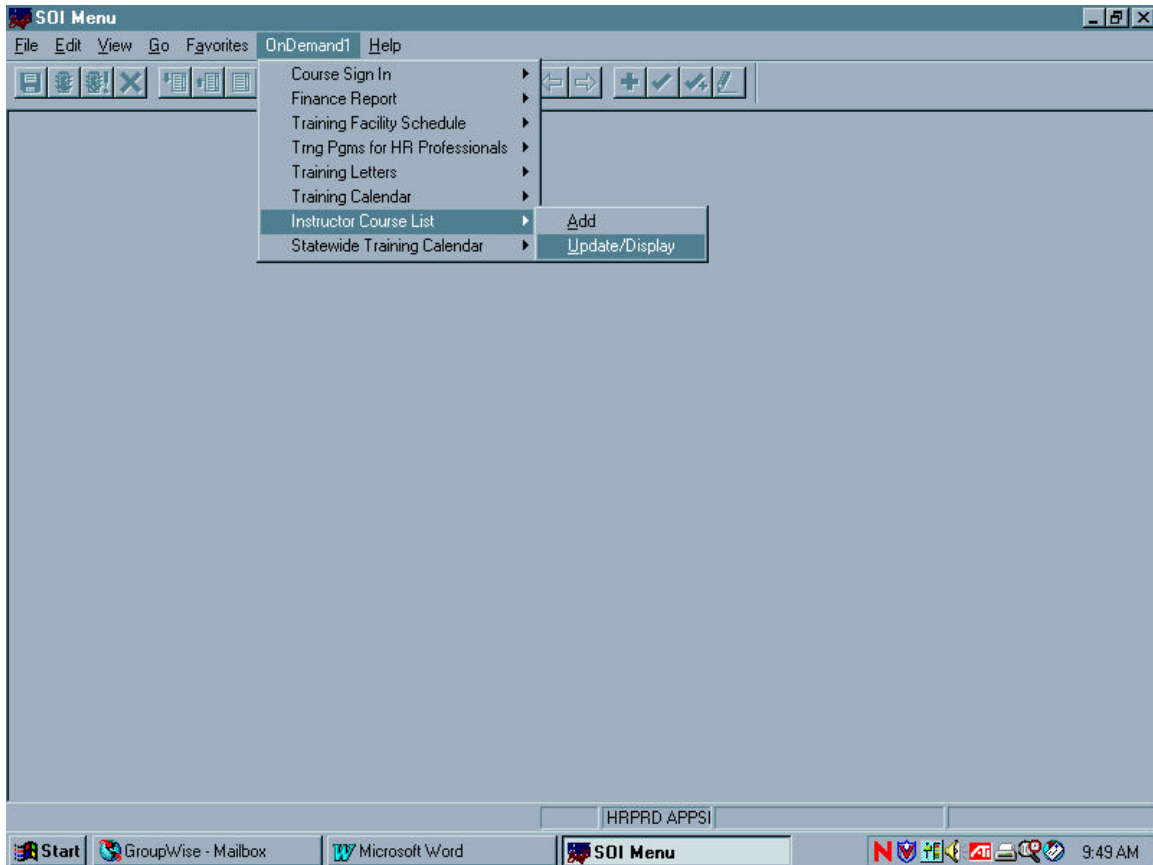 SOI Menu
File Edit View Go Favorites OnDemand1 Help
Course Sign In
Finance Report
Training Facility Schedule
Trng Pgms for HR Professionals
Training Letters
Training Calendar
Instructor Course List
Add
Statewide Training Calendar
Update/Display
HRPRD APPSI
Start GroupWise - Mailbox Microsoft Word SOI Menu 9:49 AM